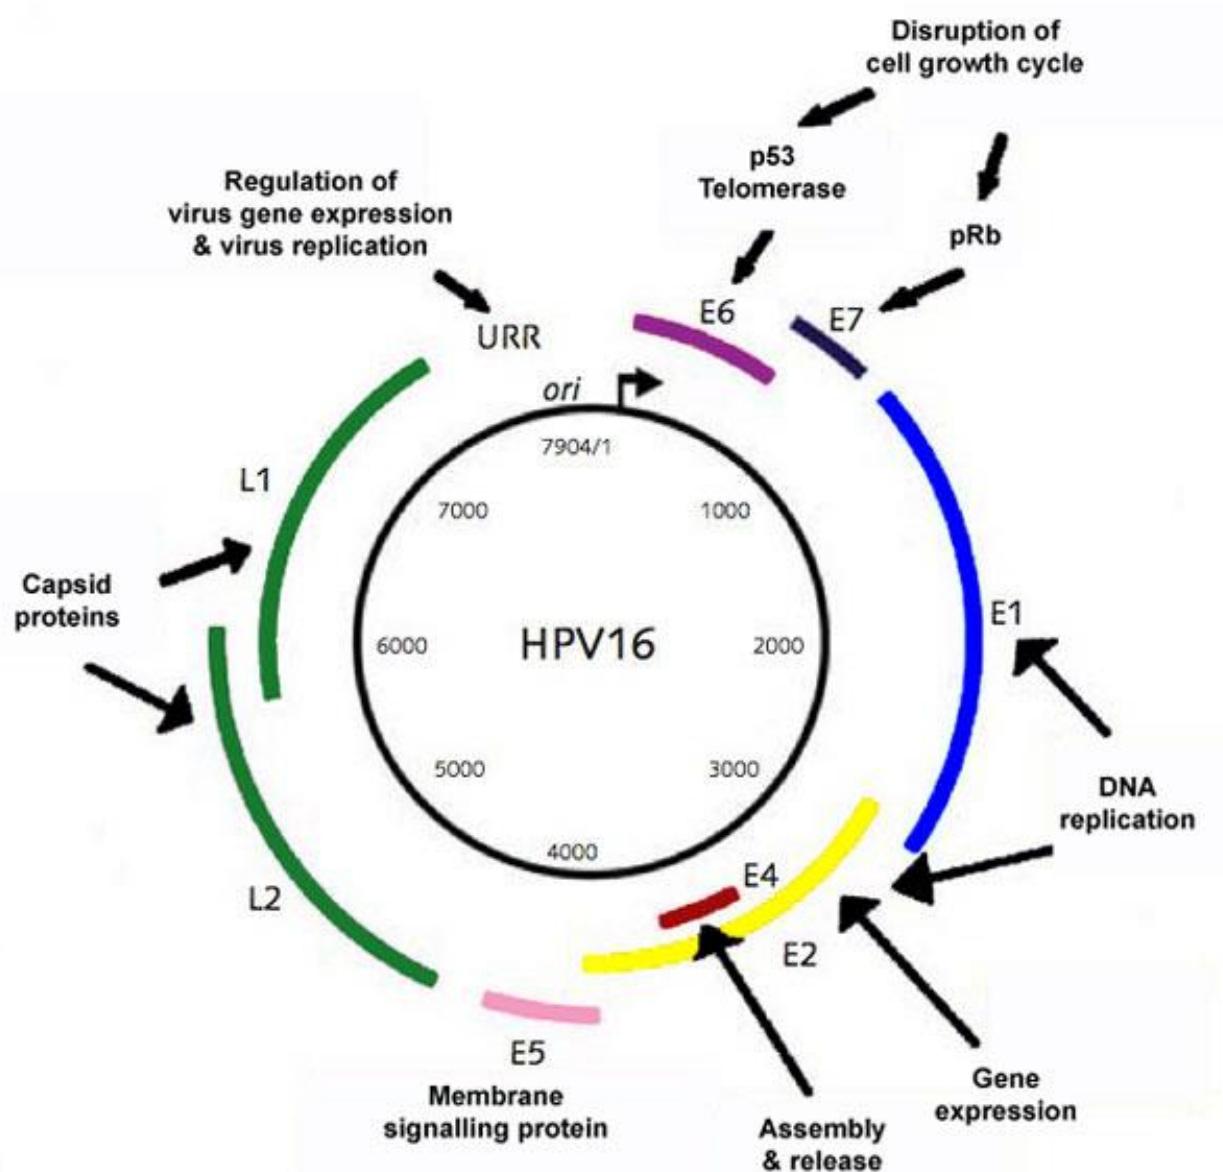 Disruption of
cell growth cycle
p53
Telomerase
pRb
Regulation of
virus gene expression
& virus replication
URR
E6
E7
ori
7904/1
1000
2000
3000
4000
5000
6000
7000
HPV16
L1
Capsid
proteins
L2
E1
DNA
replication
E4
E2
E5
Membrane
signalling protein
Gene
expression
Assembly
& release